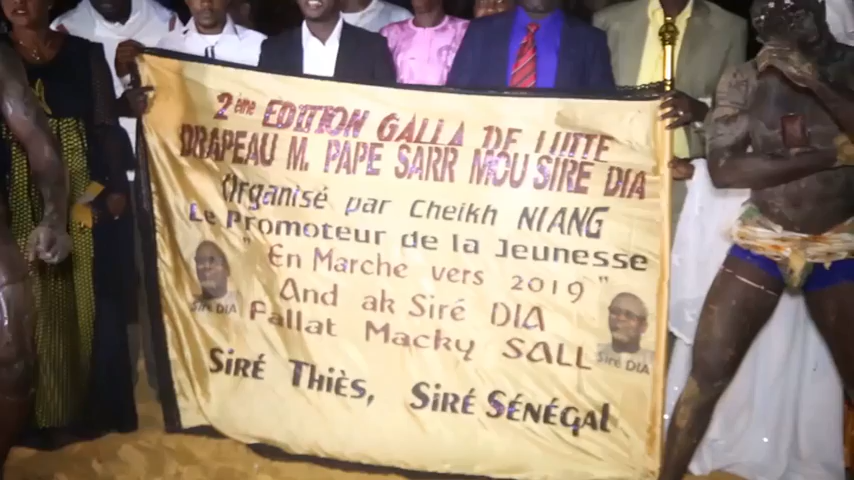 2ème EDITION GALLA DE LUTTE
DRAPEAU M. PAPE SARR MOU SIRE DIA
Organisé par Cheikh NIANG
Le Promoteur de la Jeunesse
" En Marche vers 2019 "
And ak Siré DIA
Fallat Macky SALL
Siré DIA
Siré DIA
Siré Thiès, Siré Sénégal